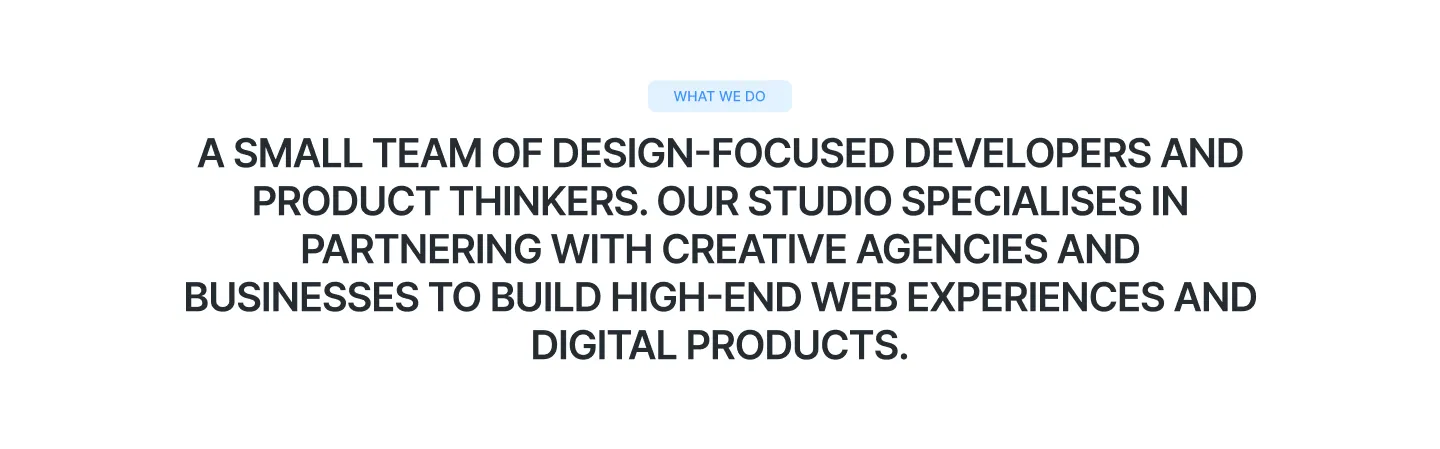 WHAT WE DO
A SMALL TEAM OF DESIGN-FOCUSED DEVELOPERS AND
PRODUCT THINKERS. OUR STUDIO SPECIALISES IN
PARTNERING WITH CREATIVE AGENCIES AND
BUSINESSES TO BUILD HIGH-END WEB EXPERIENCES AND
DIGITAL PRODUCTS.